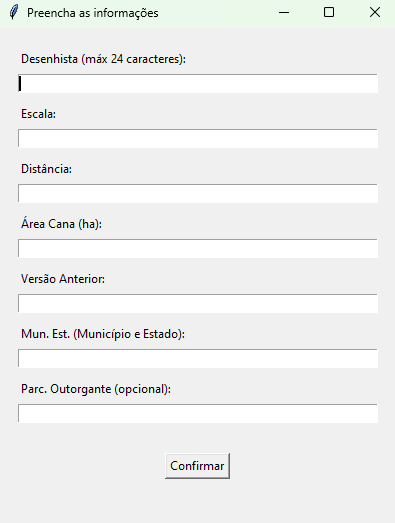 Preencha as informações
Desenhista (máx 24 caracteres):
Escala:
Distância:
Área Cana (ha):
Versão Anterior:
Mun. Est. (Município e Estado):
Parc. Outorgante (opcional):
Confirmar